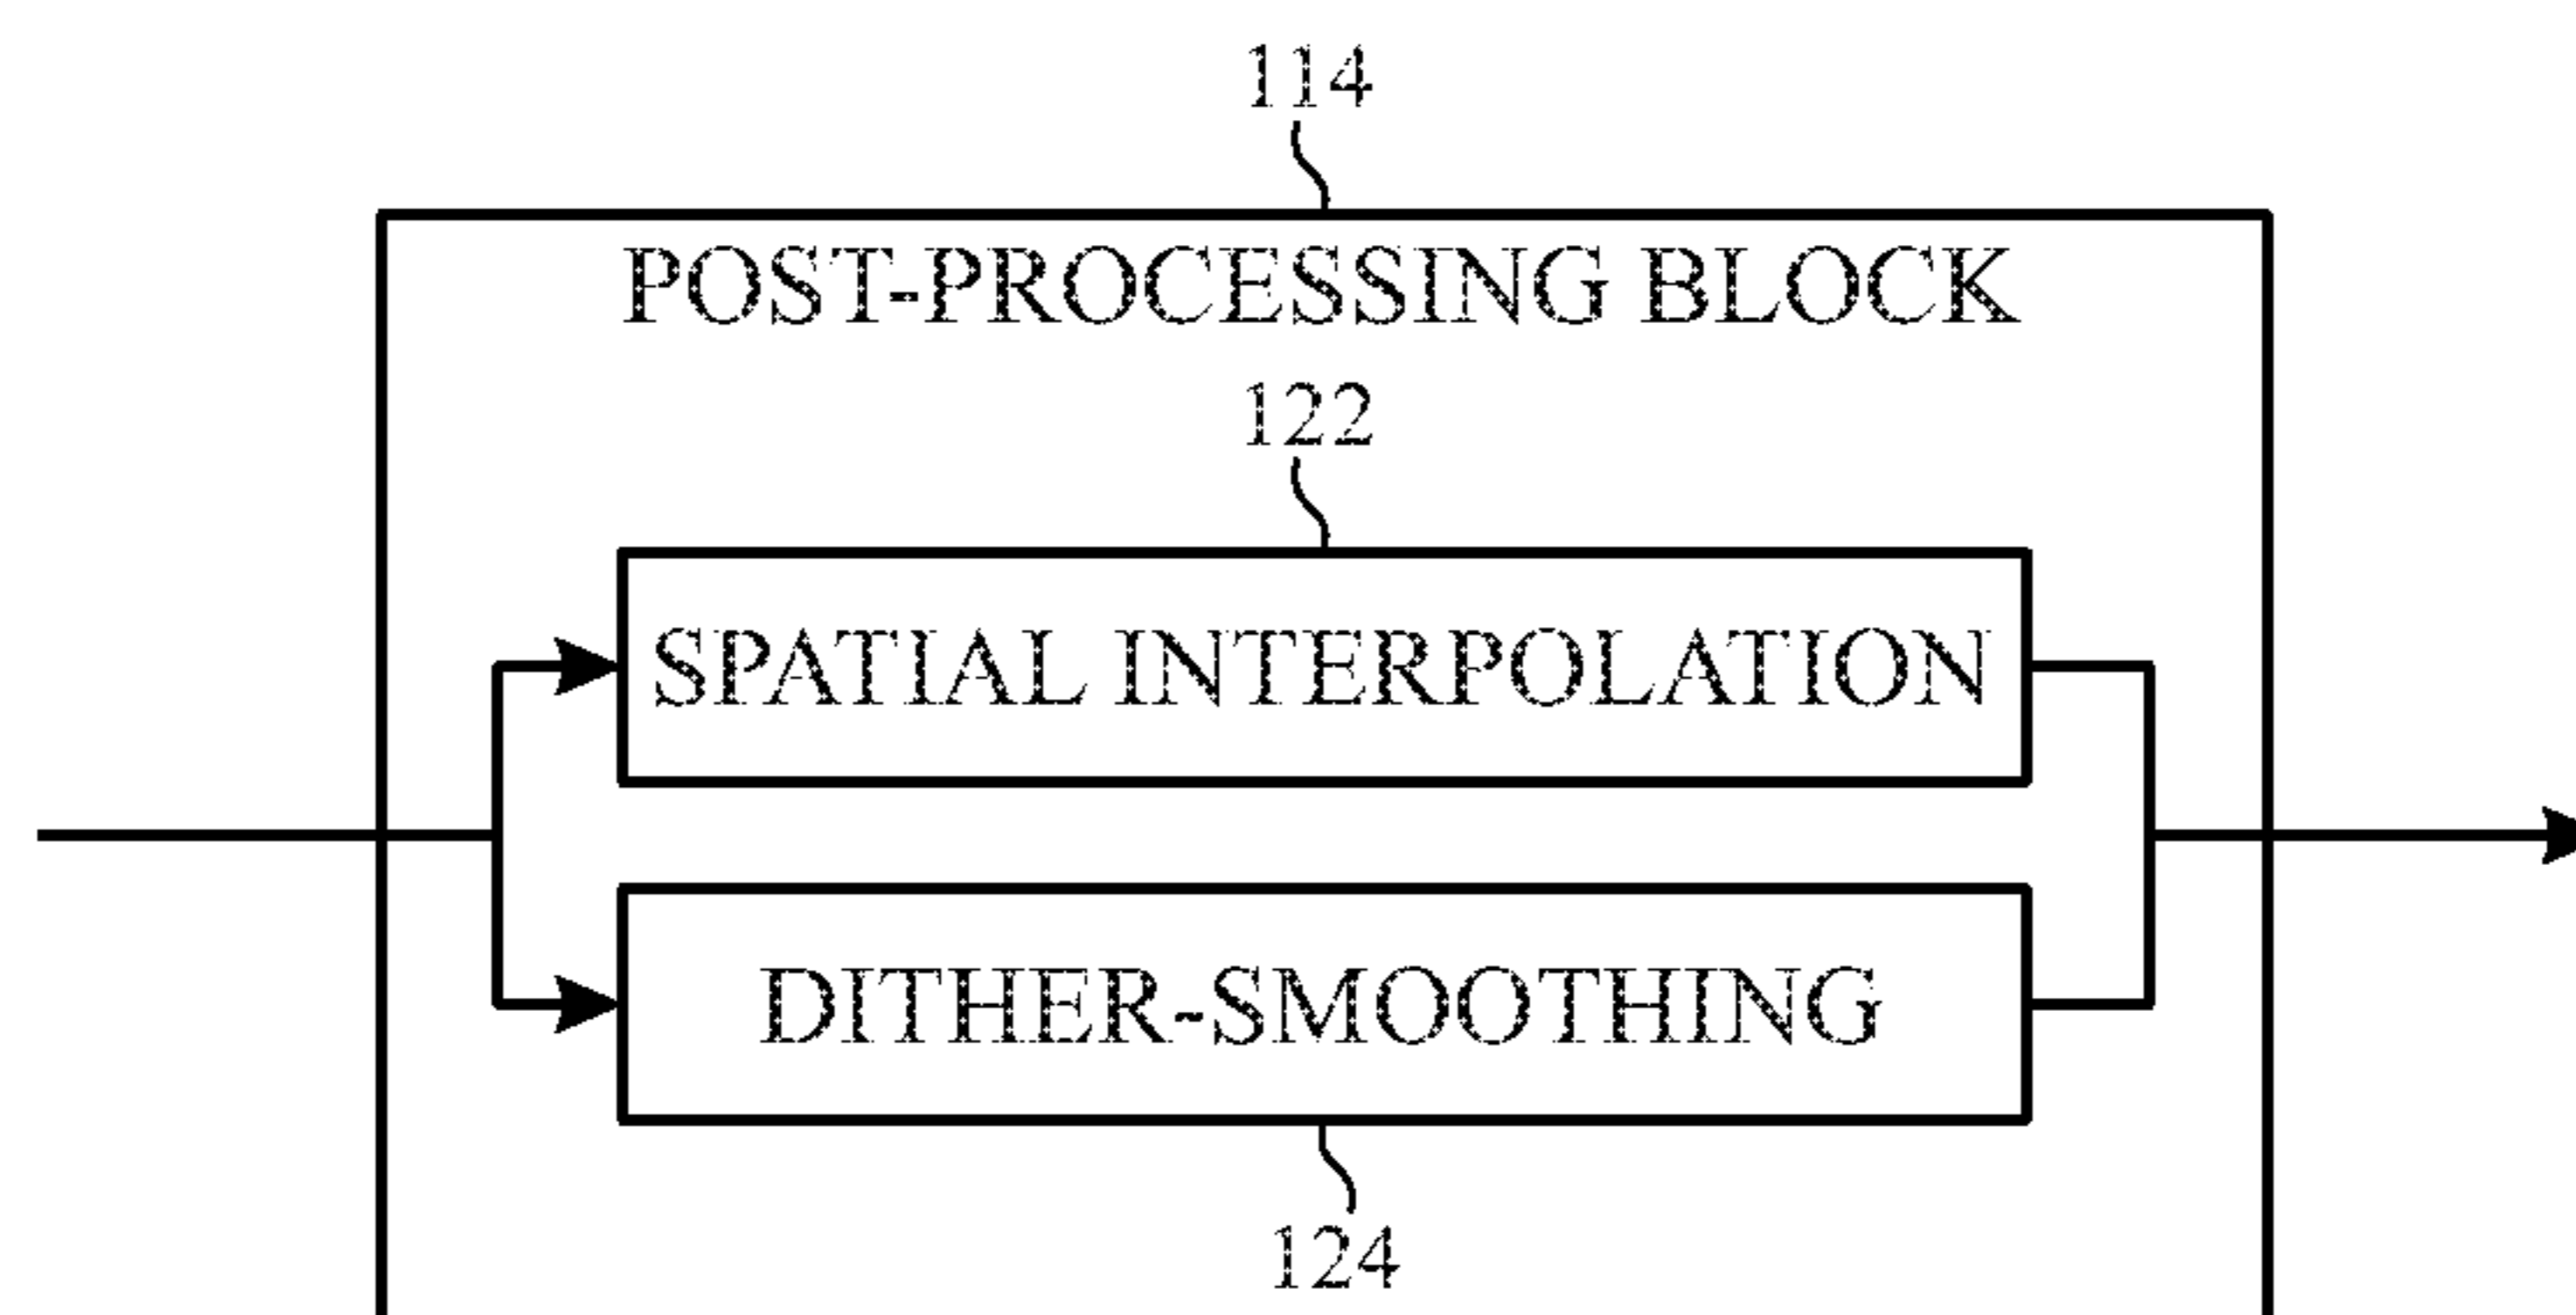 114
POST-PROCESSING BLOCK
122
SPATIAL INTERPOLATION
DITHER-SMOOTHING
124